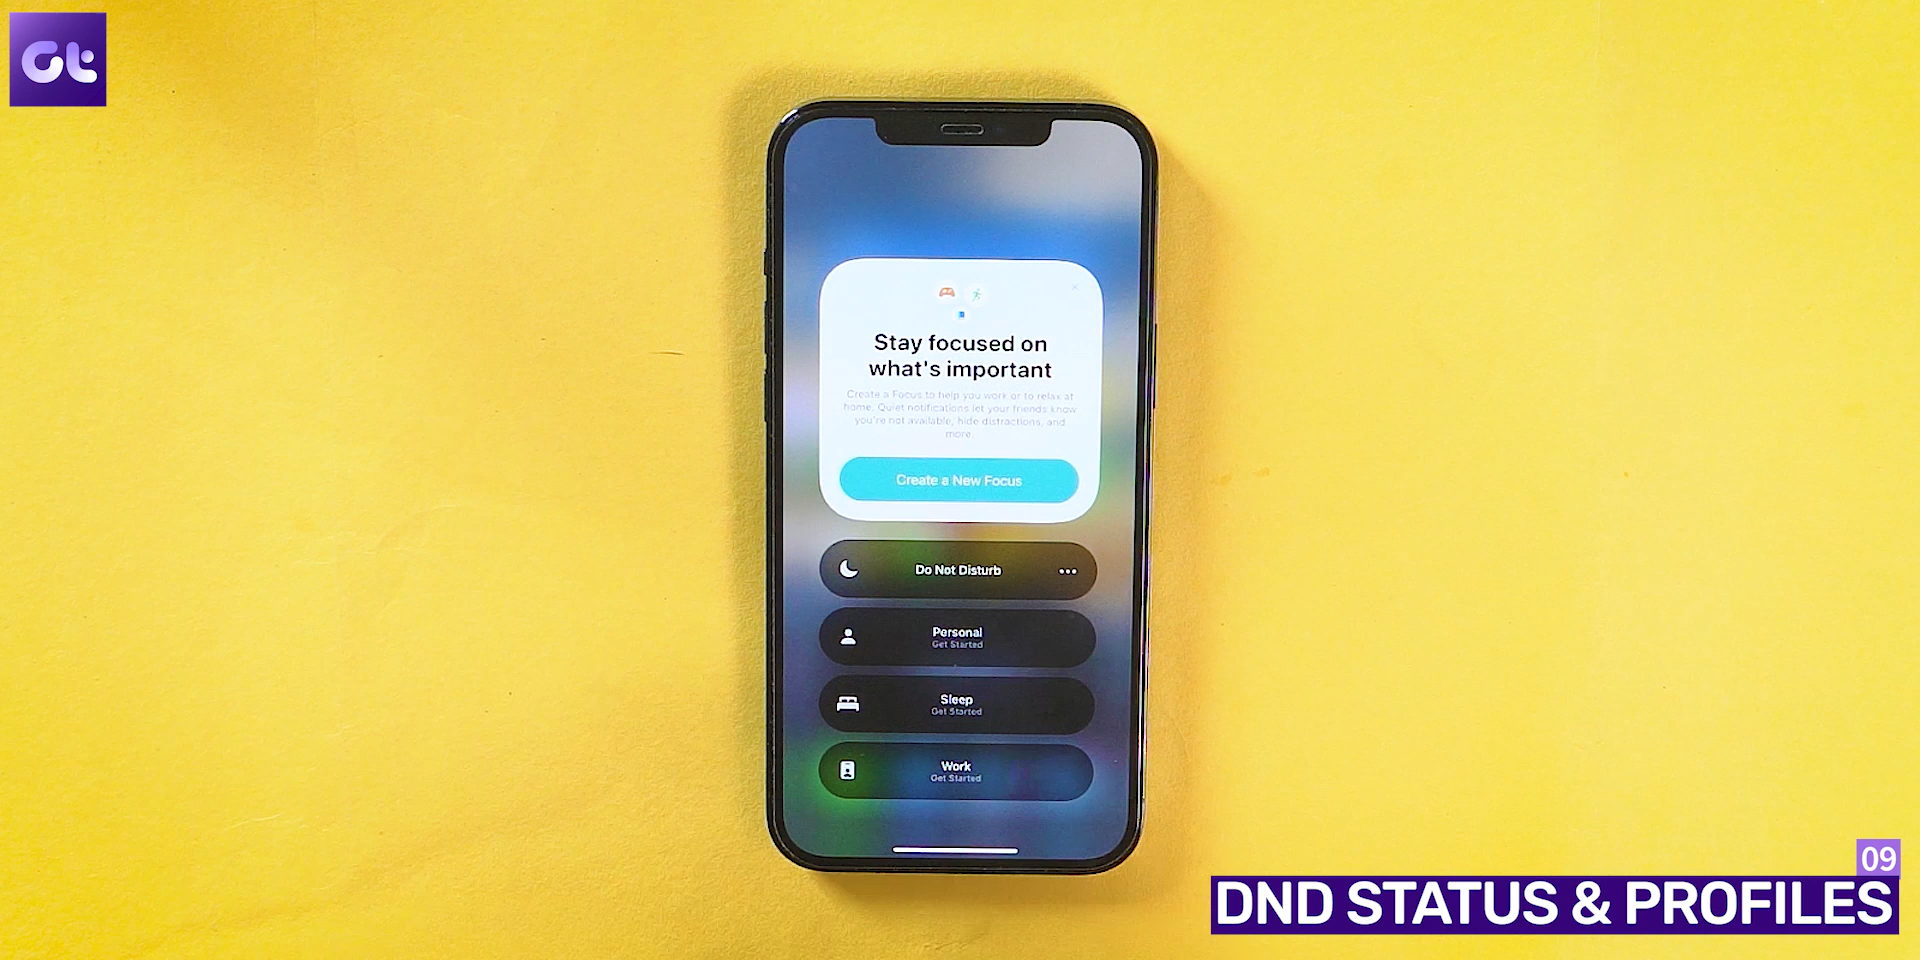 Gt
Stay focused on
what's important
Create a Focus to help you work or to relax at
home. Quiet notifications let your friends know
you're not available, hide distractions, and
more.
Create a New Focus
Do Not Disturb
Personal
Get Started
Sleep
Get Started
Work
Get Started
09
DND STATUS & PROFILES